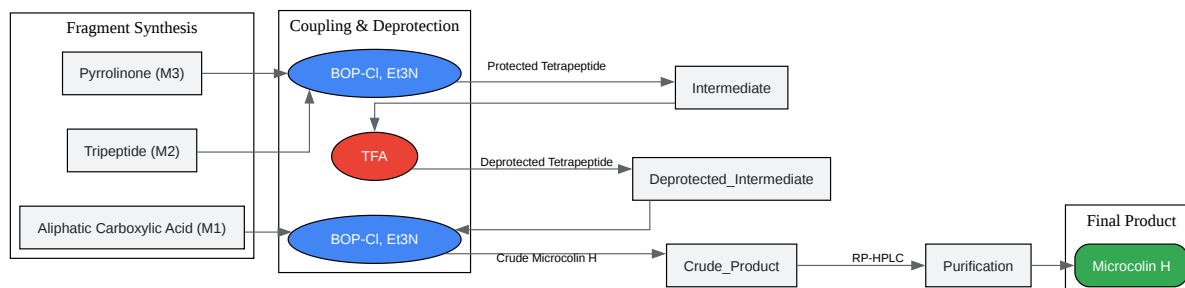 Fragment Synthesis
Pyrrolinone (M3)
Tripeptide (M2)
Aliphatic Carboxylic Acid (M1)
Coupling & Deprotection
BOP-Cl, Et3N
TFA
BOP-Cl, Et3N
Protected Tetrapeptide
Intermediate
Deprotected Tetrapeptide
Deprotected_Intermediate
Crude Microcolin H
Crude_Product
RP-HPLC
Purification
Final Product
Microcolin H